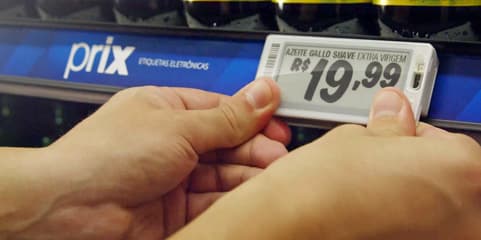 prix ETIQUETAS ELETRÔNICAS
AZEITE GALLO SUAVE EXTRA VIRGEM
R$ 19,99